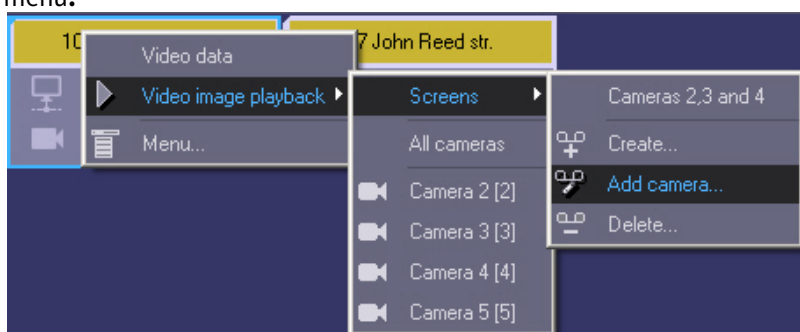 menu.
10
7 John Reed str.
Video data
Video image playback
Menu...
Screens
All cameras
Camera 2 [2]
Camera 3 [3]
Camera 4 [4]
Camera 5 [5]
Cameras 2,3 and 4
Create...
Add camera...
Delete...